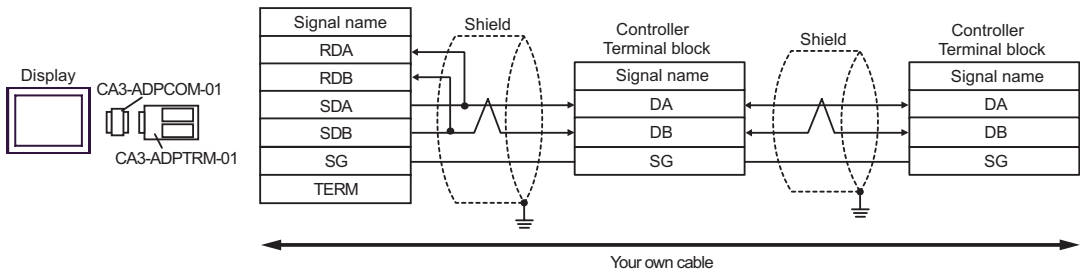 Display
CA3-ADPCOM-01
CA3-ADPTRM-01
Signal name
RDA
RDB
SDA
SDB
SG
TERM
Shield
Controller
Terminal block
Signal name
DA
DB
SG
Shield
Controller
Terminal block
Signal name
DA
DB
SG
Your own cable